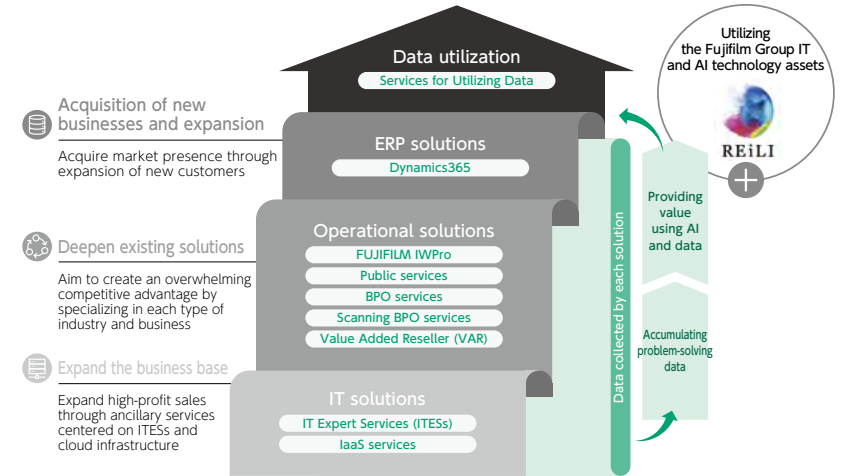 Data utilization
Services for Utilizing Data
Utilizing
the Fujifilm Group IT
and AI technology assets
REiLI
Acquisition of new
businesses and expansion
Acquire market presence through
expansion of new customers
ERP solutions
Dynamics365
Deepen existing solutions
Aim to create an overwhelming
competitive advantage by
specializing in each type of
industry and business
Operational solutions
FUJIFILM IWPro
Public services
BPO services
Scanning BPO services
Value Added Reseller (VAR)
Expand the business base
Expand high-profit sales
through ancillary services
centered on ITESs and
cloud infrastructure
IT solutions
IT Expert Services (ITESs)
IaaS services
Data collected by each solution
Providing
value
using AI
and data
Accumulating
problem-solving
data